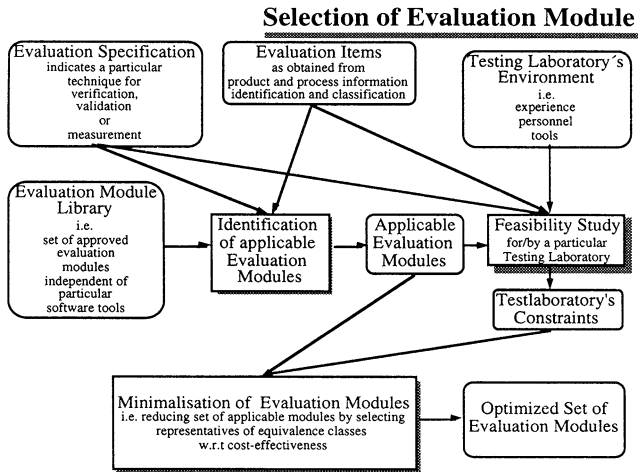 Selection of Evaluation Module
Evaluation Specification
indicates a particular
technique for
verification,
validation
or
measurement
Evaluation Items
as obtained from
product and process information
identification and classification
Testing Laboratory´s
Environment
i.e.
experience
personnel
tools
Evaluation Module
Library
i.e.
set of approved
evaluation
modules
independent of
particular
software tools
Identification
of applicable
Evaluation
Modules
Applicable
Evaluation
Modules
Feasibility Study
for/by a particular
Testing Laboratory
Testlaboratory's
Constraints
Minimalisation of Evaluation Modules
i.e. reducing set of applicable modules by selecting
representatives of equivalence classes
w.r.t cost-effectiveness
Optimized Set of
Evaluation Modules